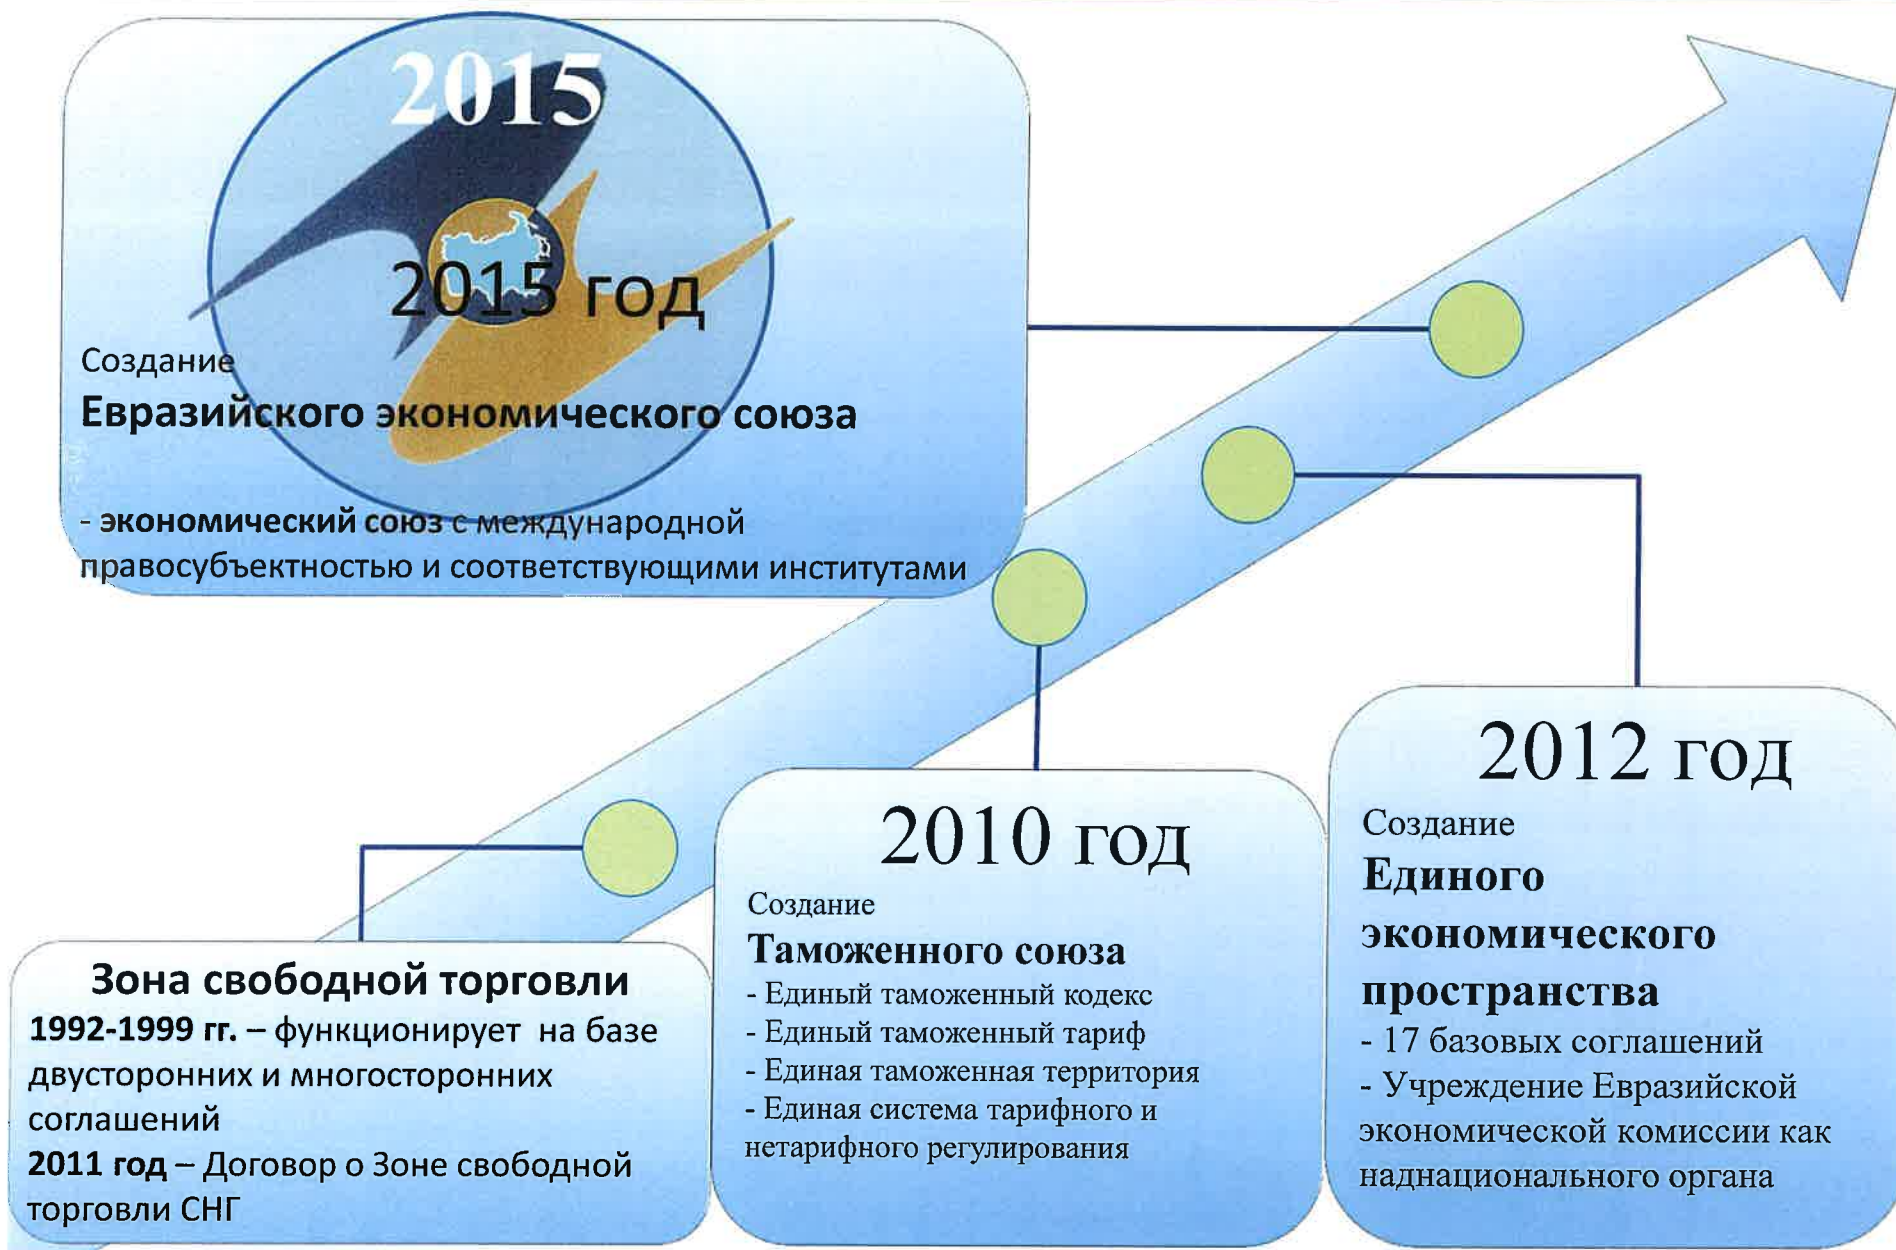 2015
2015 год
Создание
Евразийского экономического союза
- экономический союз с международной
правосубъектностью и соответствующими институтами
Зона свободной торговли
1992-1999 гг. – функционирует на базе
двусторонних и многосторонних
соглашений
2011 год – Договор о Зоне свободной
торговли СНГ
2010 год
Создание
Таможенного союза
- Единый таможенный кодекс
- Единый таможенный тариф
- Единая таможенная территория
- Единая система тарифного и
нетарифного регулирования
2012 год
Создание
Единого
экономического
пространства
- 17 базовых соглашений
- Учреждение Евразийской
экономической комиссии как
наднационального органа